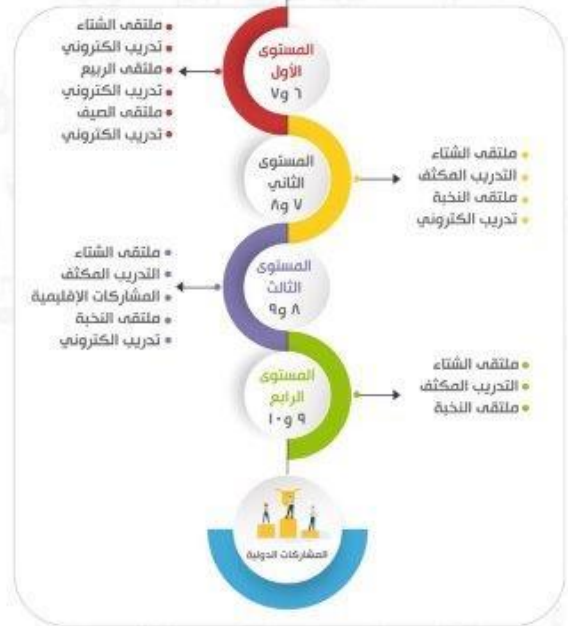 المستوى
الأول
٦ و٧
• ملتقى الشتاء
• تدريب الكتروني
• ملتقى الربيع
• تدريب الكتروني
• ملتقى الصيف
• تدريب الكتروني
المستوى
الثاني
٧ و٨
• ملتقى الشتاء
• التدريب المكثف
• ملتقى النخبة
• تدريب الكتروني
المستوى
الثالث
٨ و٩
• ملتقى الشتاء
• التدريب المكثف
• المشاركات الإقليمية
• ملتقى النخبة
• تدريب الكتروني
المستوى
الرابع
٩ و١٠
• ملتقى الشتاء
• التدريب المكثف
• ملتقى النخبة
المشاركات الدولية